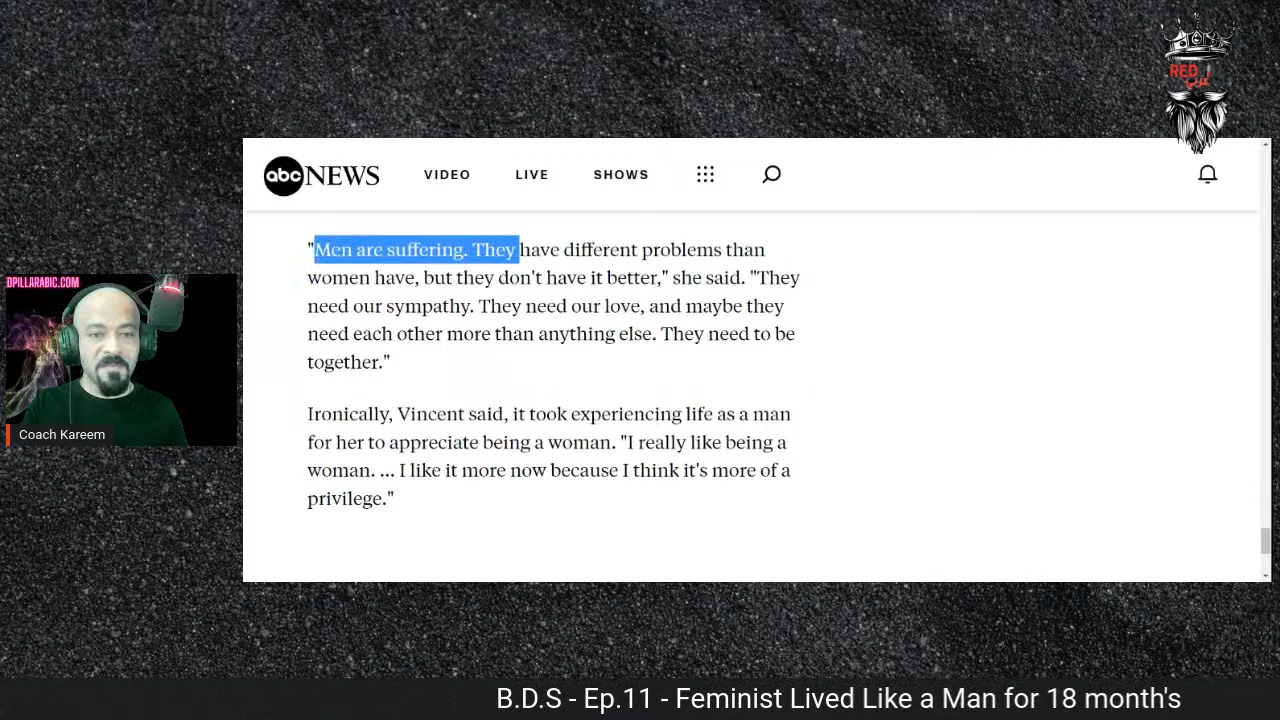 RED
abc NEWS
VIDEO
LIVE
SHOWS
"Men are suffering. They have different problems than
women have, but they don't have it better," she said. "They
need our sympathy. They need our love, and maybe they
need each other more than anything else. They need to be
together."
Ironically, Vincent said, it took experiencing life as a man
for her to appreciate being a woman. "I really like being a
woman. ... I like it more now because I think it's more of a
privilege."
DPILLARABIC.COM
Coach Kareem
B.D.S - Ep.11 - Feminist Lived Like a Man for 18 month's